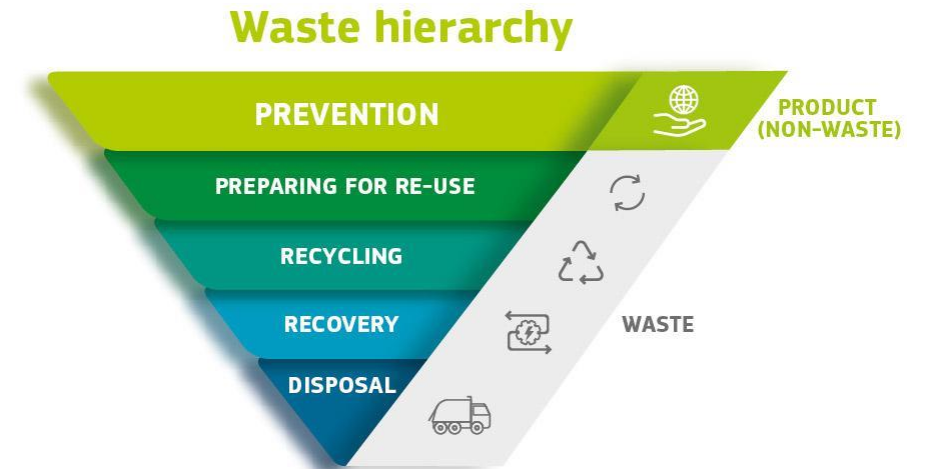 Waste hierarchy
PREVENTION
PRODUCT
(NON-WASTE)
PREPARING FOR RE-USE
RECYCLING
RECOVERY
WASTE
DISPOSAL